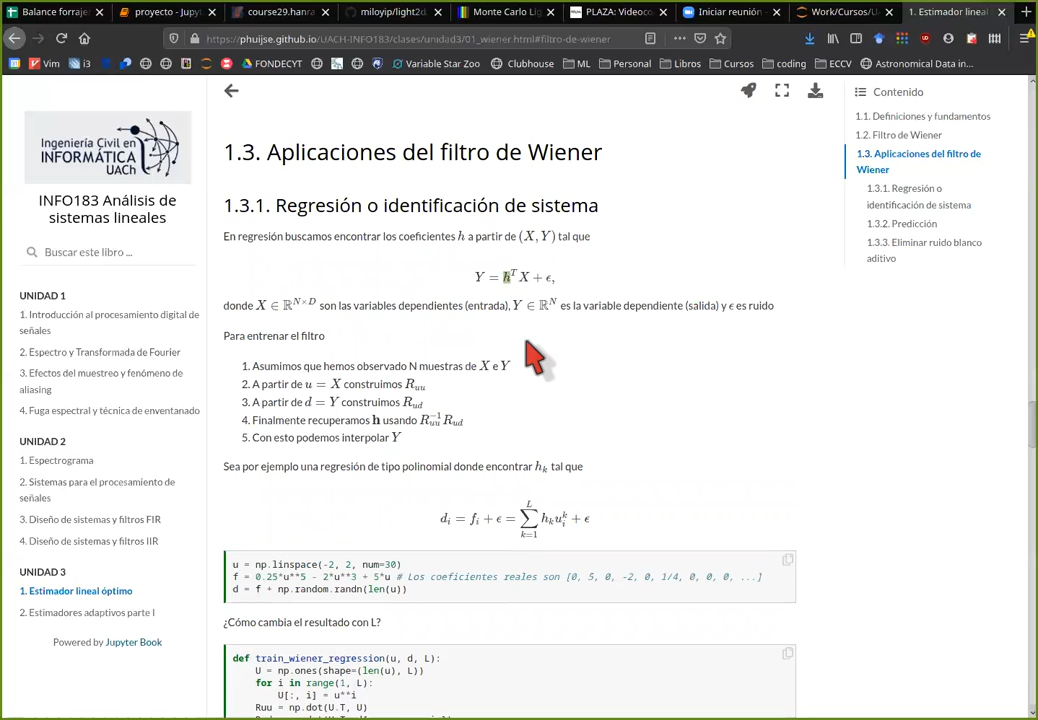 Balance forraje
proyecto - Jupyt
course29.hanra
miloyip/light2d
Monte Carlo Lig
PLAZA: Videoco
Iniciar reunión
Work/Cursos/U
1. Estimador lineal
https://phuijse.github.io/UACH-INFO183/clases/unidad3/01_wiener.html#filtro-de-wiener
Vim
i3
FONDECYT
Variable Star Zoo
Clubhouse
ML
Personal
Libros
Cursos
coding
ECCV
Astronomical Data in...
Ingeniería Civil en
INFORMÁTICA
UACh
INFO183 Análisis de
sistemas lineales
Buscar este libro ...
UNIDAD 1
1. Introducción al procesamiento digital de
señales
2. Espectro y Transformada de Fourier
3. Efectos del muestreo y fenómeno de
aliasing
4. Fuga espectral y técnica de enventanado
UNIDAD 2
1. Espectrograma
2. Sistemas para el procesamiento de
señales
3. Diseño de sistemas y filtros FIR
4. Diseño de sistemas y filtros IIR
UNIDAD 3
1. Estimador lineal óptimo
2. Estimadores adaptivos parte I
Powered by Jupyter Book
1.3. Aplicaciones del filtro de Wiener
1.3.1. Regresión o identificación de sistema
En regresión buscamos encontrar los coeficientes h a partir de (X, Y) tal que
Y = h^T X + ϵ,
donde X ∈ ℝ^{N×D} son las variables dependientes (entrada), Y ∈ ℝ^N es la variable dependiente (salida) y ϵ es ruido
Para entrenar el filtro
1. Asumimos que hemos observado N muestras de X e Y
2. A partir de u = X construimos R_{uu}
3. A partir de d = Y construimos R_{ud}
4. Finalmente recuperamos h usando R_{uu}^{-1} R_{ud}
5. Con esto podemos interpolar Y
Sea por ejemplo una regresión de tipo polinomial donde encontrar h_k tal que
d_i = f_i + ϵ = ∑_{k=1}^{L} h_k u_i^k + ϵ
u = np.linspace(-2, 2, num=30)
f = 0.25*u**5 - 2*u**3 + 5*u # Los coeficientes reales son [0, 5, 0, -2, 0, 1/4, 0, 0, 0, ...]
d = f + np.random.randn(len(u))
¿Cómo cambia el resultado con L?
def train_wiener_regression(u, d, L):
U = np.ones(shape=(len(u), L))
for i in range(1, L):
U[:, i] = u**i
Ruu = np.dot(U.T, U)
Contenido
1.1. Definiciones y fundamentos
1.2. Filtro de Wiener
1.3. Aplicaciones del filtro de
Wiener
1.3.1. Regresión o
identificación de sistema
1.3.2. Predicción
1.3.3. Eliminar ruido blanco
aditivo